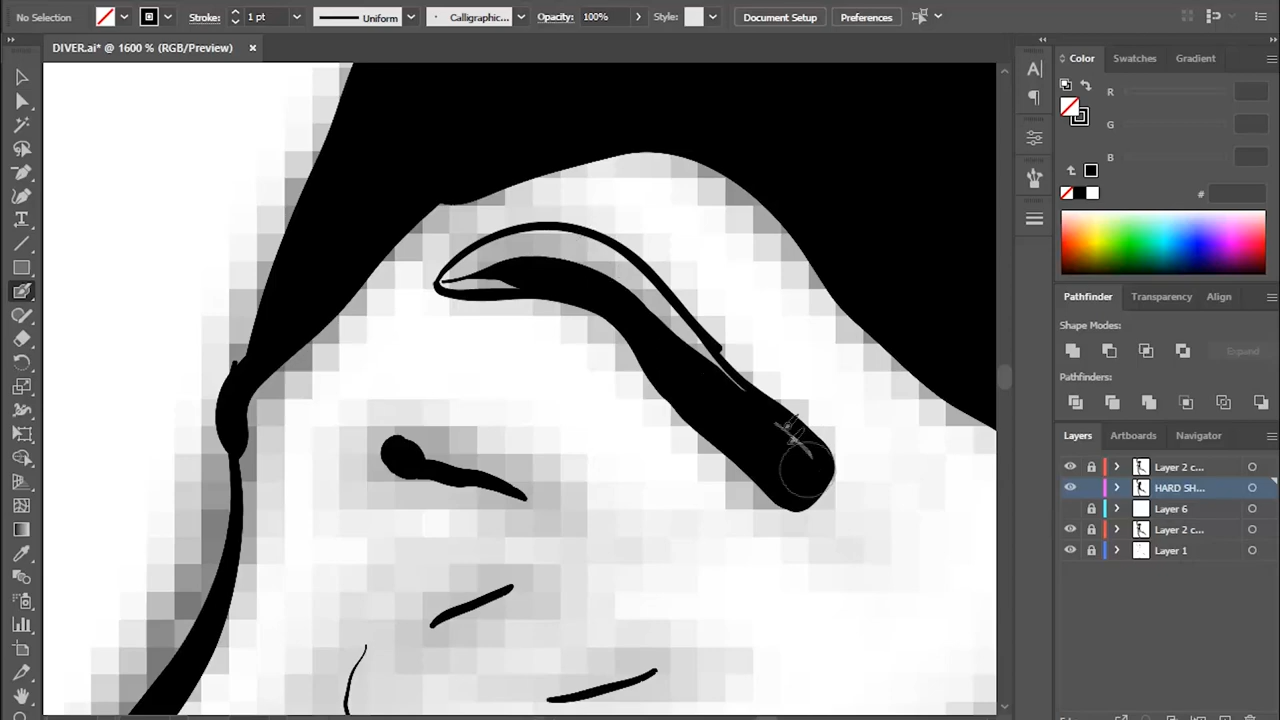 Stroke: 1 pt Uniform Calligraphic... Opacity: 100% Style: Document Setup Preferences
DIVER.ai* @ 1600 % (RGB/Preview) ×
Color Swatches Gradient
R
G
B
#
Pathfinder Transparency Align
Shape Modes:
Expand
Pathfinders:
Layers Artboards Navigator
Layer 2 c...
HARD SH...
Layer 6
Layer 2 c...
Layer 1